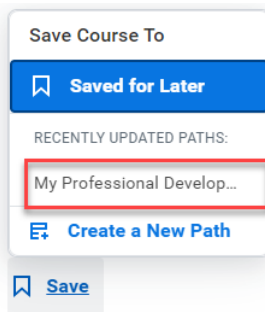 Save Course To
Saved for Later
RECENTLY UPDATED PATHS:
My Professional Develop...
Create a New Path
Save